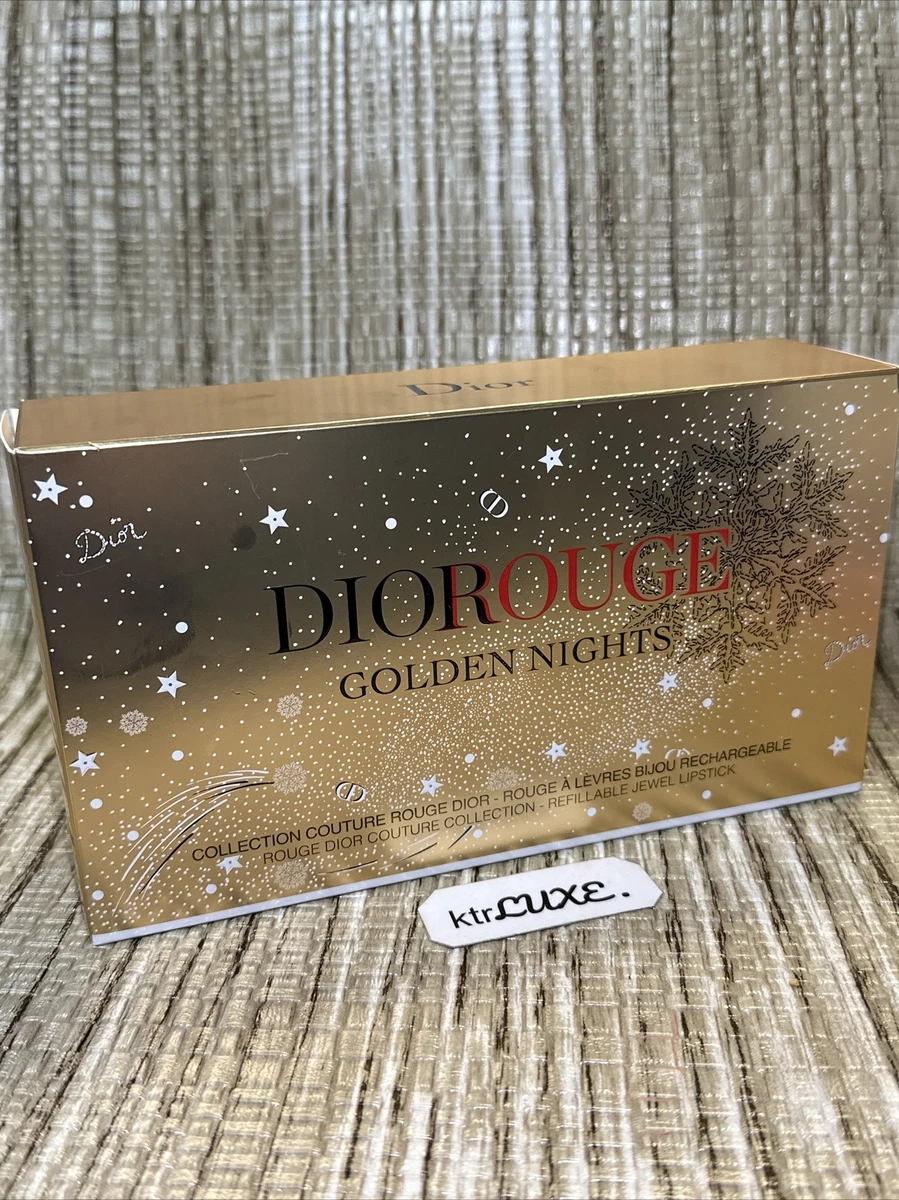 Dior
Dior
DIOROUGE
GOLDEN NIGHTS
Dior
COLLECTION COUTURE ROUGE DIOR - ROUGE À LÈVRES BIJOU RECHARGEABLE
ROUGE DIOR COUTURE COLLECTION - REFILLABLE JEWEL LIPSTICK
ktrLUXE.